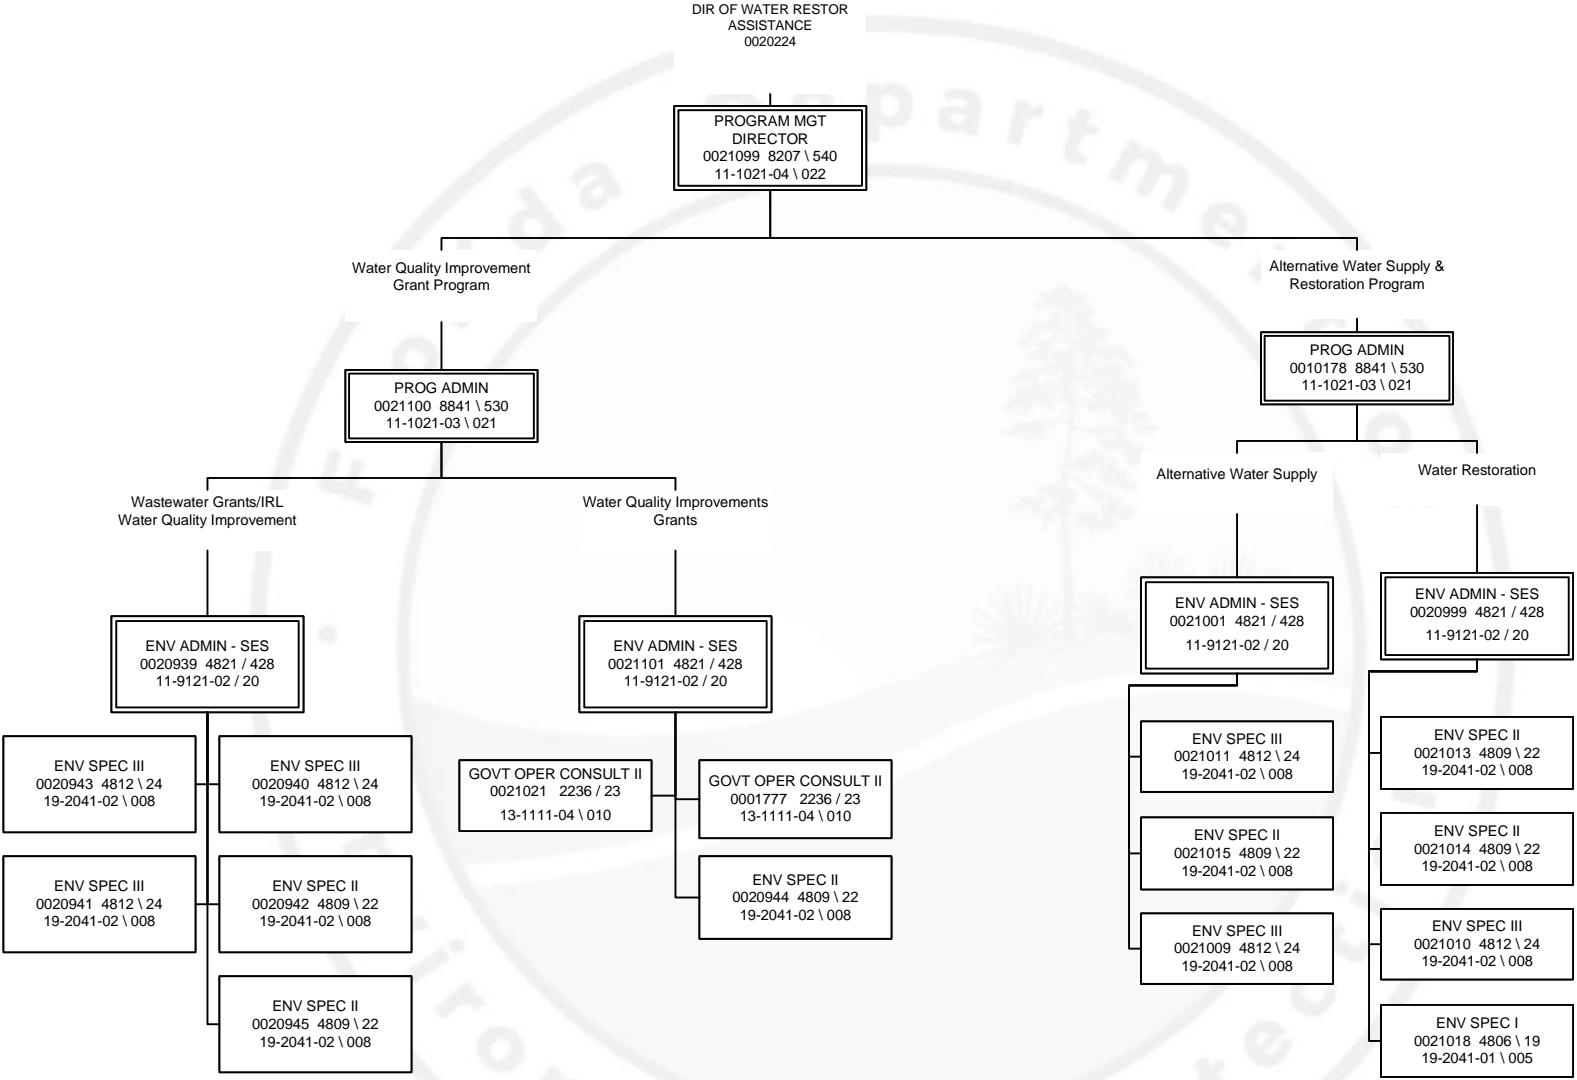 DIR OF WATER RESTOR
ASSISTANCE
0020224
PROGRAM MGT
DIRECTOR
0021099 8207 \ 540
11-1021-04 \ 022
Water Quality Improvement
Grant Program
Alternative Water Supply &
Restoration Program
PROG ADMIN
0021100 8841 \ 530
11-1021-03 \ 021
PROG ADMIN
0010178 8841 \ 530
11-1021-03 \ 021
Wastewater Grants/IRL
Water Quality Improvement
Water Quality Improvements
Grants
Alternative Water Supply
Water Restoration
ENV ADMIN - SES
0020939 4821 / 428
11-9121-02 / 20
ENV ADMIN - SES
0021101 4821 / 428
11-9121-02 / 20
ENV ADMIN - SES
0021001 4821 / 428
11-9121-02 / 20
ENV ADMIN - SES
0020999 4821 / 428
11-9121-02 / 20
ENV SPEC III
0020943 4812 \ 24
19-2041-02 \ 008
ENV SPEC III
0020940 4812 \ 24
19-2041-02 \ 008
ENV SPEC III
0020941 4812 \ 24
19-2041-02 \ 008
ENV SPEC II
0020942 4809 \ 22
19-2041-02 \ 008
ENV SPEC II
0020945 4809 \ 22
19-2041-02 \ 008
GOVT OPER CONSULT II
0021021 2236 / 23
13-1111-04 \ 010
GOVT OPER CONSULT II
0001777 2236 / 23
13-1111-04 \ 010
ENV SPEC II
0020944 4809 \ 22
19-2041-02 \ 008
ENV SPEC III
0021011 4812 \ 24
19-2041-02 \ 008
ENV SPEC II
0021015 4809 \ 22
19-2041-02 \ 008
ENV SPEC III
0021009 4812 \ 24
19-2041-02 \ 008
ENV SPEC II
0021013 4809 \ 22
19-2041-02 \ 008
ENV SPEC II
0021014 4809 \ 22
19-2041-02 \ 008
ENV SPEC III
0021010 4812 \ 24
19-2041-02 \ 008
ENV SPEC I
0021018 4806 \ 19
19-2041-01 \ 005